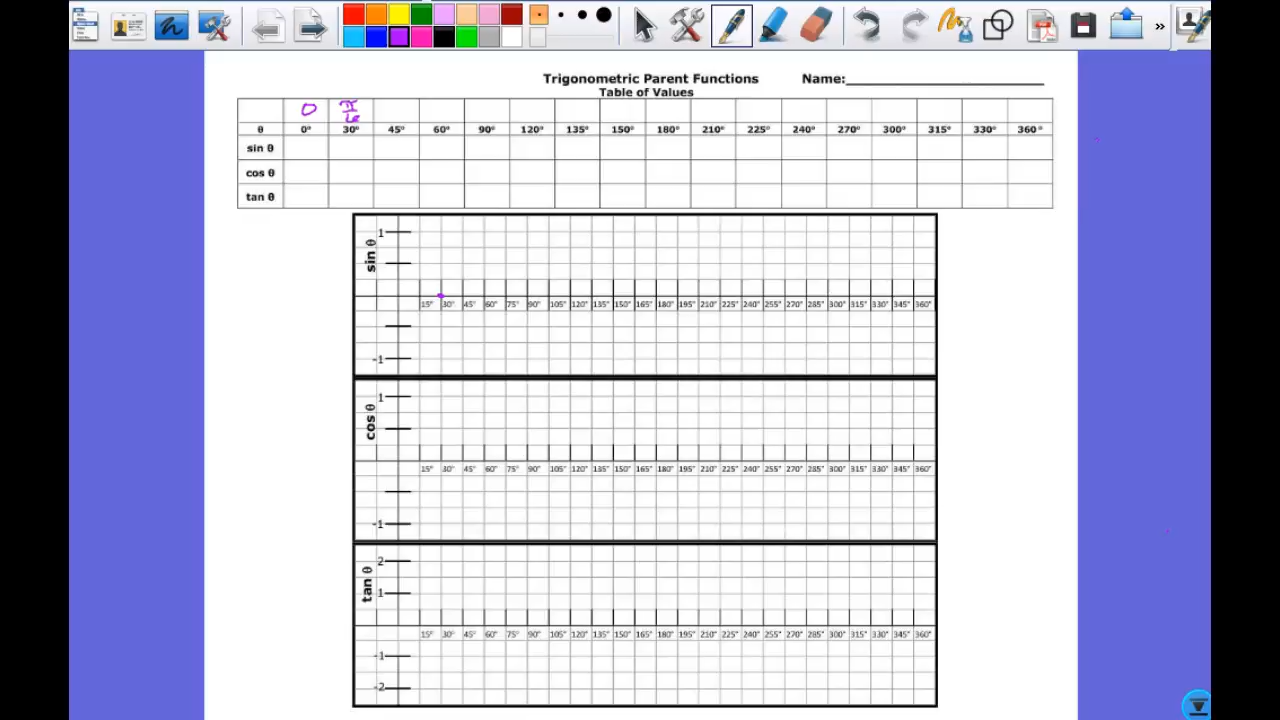 »
Trigonometric Parent Functions Name:____________________________
Table of Values
0 π/6
θ 0° 30° 45° 60° 90° 120° 135° 150° 180° 210° 225° 240° 270° 300° 315° 330° 360°
sin θ
cos θ
tan θ
sin θ
1
15° 30° 45° 60° 75° 90° 105° 120° 135° 150° 165° 180° 195° 210° 225° 240° 255° 270° 285° 300° 315° 330° 345° 360°
-1
cos θ
1
15° 30° 45° 60° 75° 90° 105° 120° 135° 150° 165° 180° 195° 210° 225° 240° 255° 270° 285° 300° 315° 330° 345° 360°
-1
tan θ
2
1
15° 30° 45° 60° 75° 90° 105° 120° 135° 150° 165° 180° 195° 210° 225° 240° 255° 270° 285° 300° 315° 330° 345° 360°
-1
-2